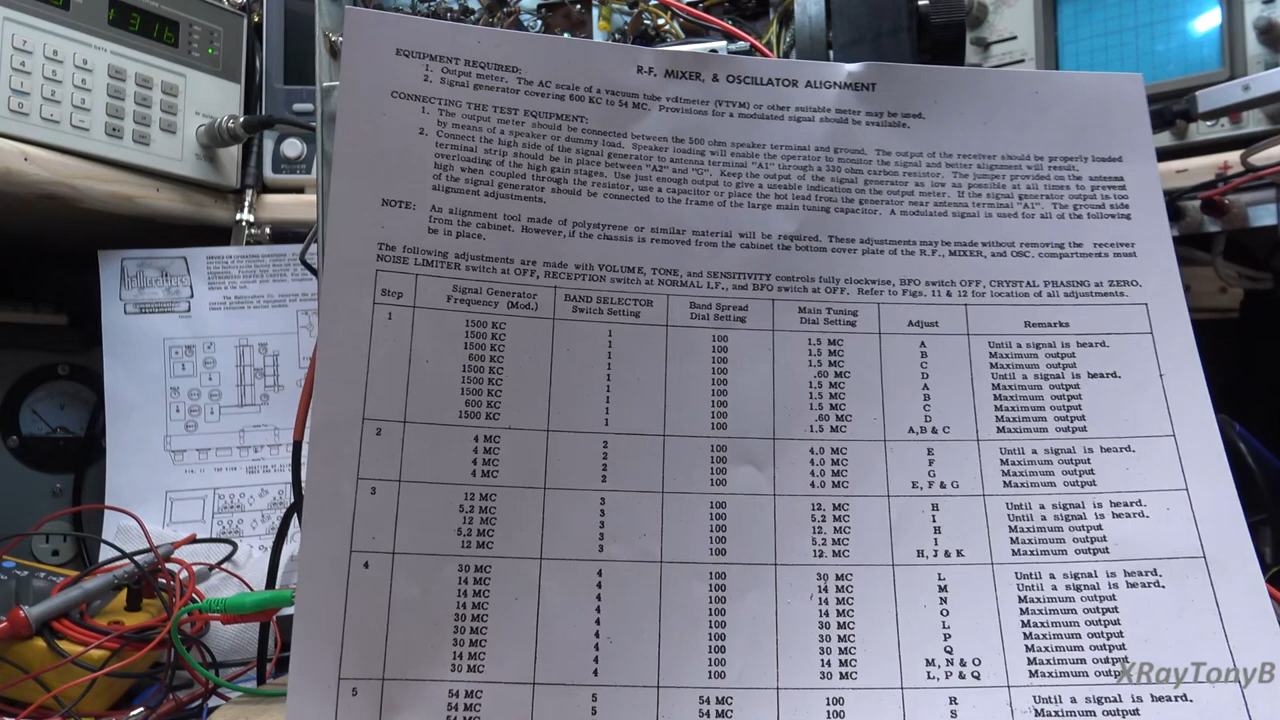 R-F, MIXER, & OSCILLATOR ALIGNMENT
EQUIPMENT REQUIRED:
1. Output meter. The AC scale of a vacuum tube voltmeter (VTVM) or other suitable meter may be used.
2. Signal generator covering 600 KC to 54 MC. Provisions for a modulated signal should be available.
CONNECTING THE TEST EQUIPMENT:
1. The output meter should be connected between the 500 ohm speaker terminal and ground. The output of the receiver should be properly loaded
by means of a speaker or dummy load. Speaker loading will enable the operator to monitor the signal and better alignment will result.
2. Connect the high side of the signal generator to antenna terminal "A1" through a 330 ohm carbon resistor. The jumper provided on the antenna
terminal strip should be in place between "A2" and "G". Keep the output of the signal generator as low as possible at all times to prevent
overloading of the high gain stages. Use just enough output to give a useable indication on the output meter. If the signal generator output is too
high when coupled through the resistor, use a capacitor or place the hot lead from the generator near antenna terminal "A1". The ground side
of the signal generator should be connected to the frame of the large main tuning capacitor. A modulated signal is used for all of the following
alignment adjustments.
NOTE: An alignment tool made of polystyrene or similar material will be required. These adjustments may be made without removing the receiver
from the cabinet. However, if the chassis is removed from the cabinet the bottom cover plate of the R.F., MIXER, and OSC. compartments must
be in place.
The following adjustments are made with VOLUME, TONE, and SENSITIVITY controls fully clockwise, BFO switch OFF, CRYSTAL PHASING at ZERO.
NOISE LIMITER switch at OFF, RECEPTION switch at NORMAL I.F., and BFO switch at OFF. Refer to Figs. 11 & 12 for location of all adjustments.
Step Signal Generator Frequency (Mod.) BAND SELECTOR Switch Setting Band Spread Dial Setting Main Tuning Dial Setting Adjust Remarks
1 1500 KC 1 100 1.5 MC A Until a signal is heard.
1500 KC 1 100 1.5 MC B Maximum output
1500 KC 1 100 1.5 MC C Maximum output
600 KC 1 100 .60 MC D Until a signal is heard.
1500 KC 1 100 1.5 MC A Maximum output
1500 KC 1 100 1.5 MC B Maximum output
1500 KC 1 100 1.5 MC C Maximum output
600 KC 1 100 .60 MC D Maximum output
1500 KC 1 100 1.5 MC A,B & C Maximum output
2 4 MC 2 100 4.0 MC E Until a signal is heard.
4 MC 2 100 4.0 MC F Maximum output
4 MC 2 100 4.0 MC G Maximum output
4 MC 2 100 4.0 MC E, F & G Maximum output
3 12 MC 3 100 12. MC H Until a signal is heard.
5.2 MC 3 100 5.2 MC I Until a signal is heard.
12 MC 3 100 12. MC H Maximum output
5.2 MC 3 100 5.2 MC I Maximum output
12 MC 3 100 12. MC H, J & K Maximum output
4 30 MC 4 100 30 MC L Until a signal is heard.
14 MC 4 100 14 MC M Until a signal is heard.
14 MC 4 100 14 MC N Maximum output
14 MC 4 100 14 MC O Maximum output
30 MC 4 100 30 MC L Maximum output
30 MC 4 100 30 MC P Maximum output
30 MC 4 100 30 MC Q Maximum output
14 MC 4 100 14 MC M, N & O Maximum output
30 MC 4 100 30 MC L, P & Q Maximum output
5 54 MC 5 54 MC 100 R Until a signal is heard.
54 MC 5 54 MC 100 S Maximum output
XRayTonyB
hallicrafters
SERVICE OR OPERATING QUESTIONS
DATA
7 8 9
4 5 6
1 2 3
0
316
POWER
V